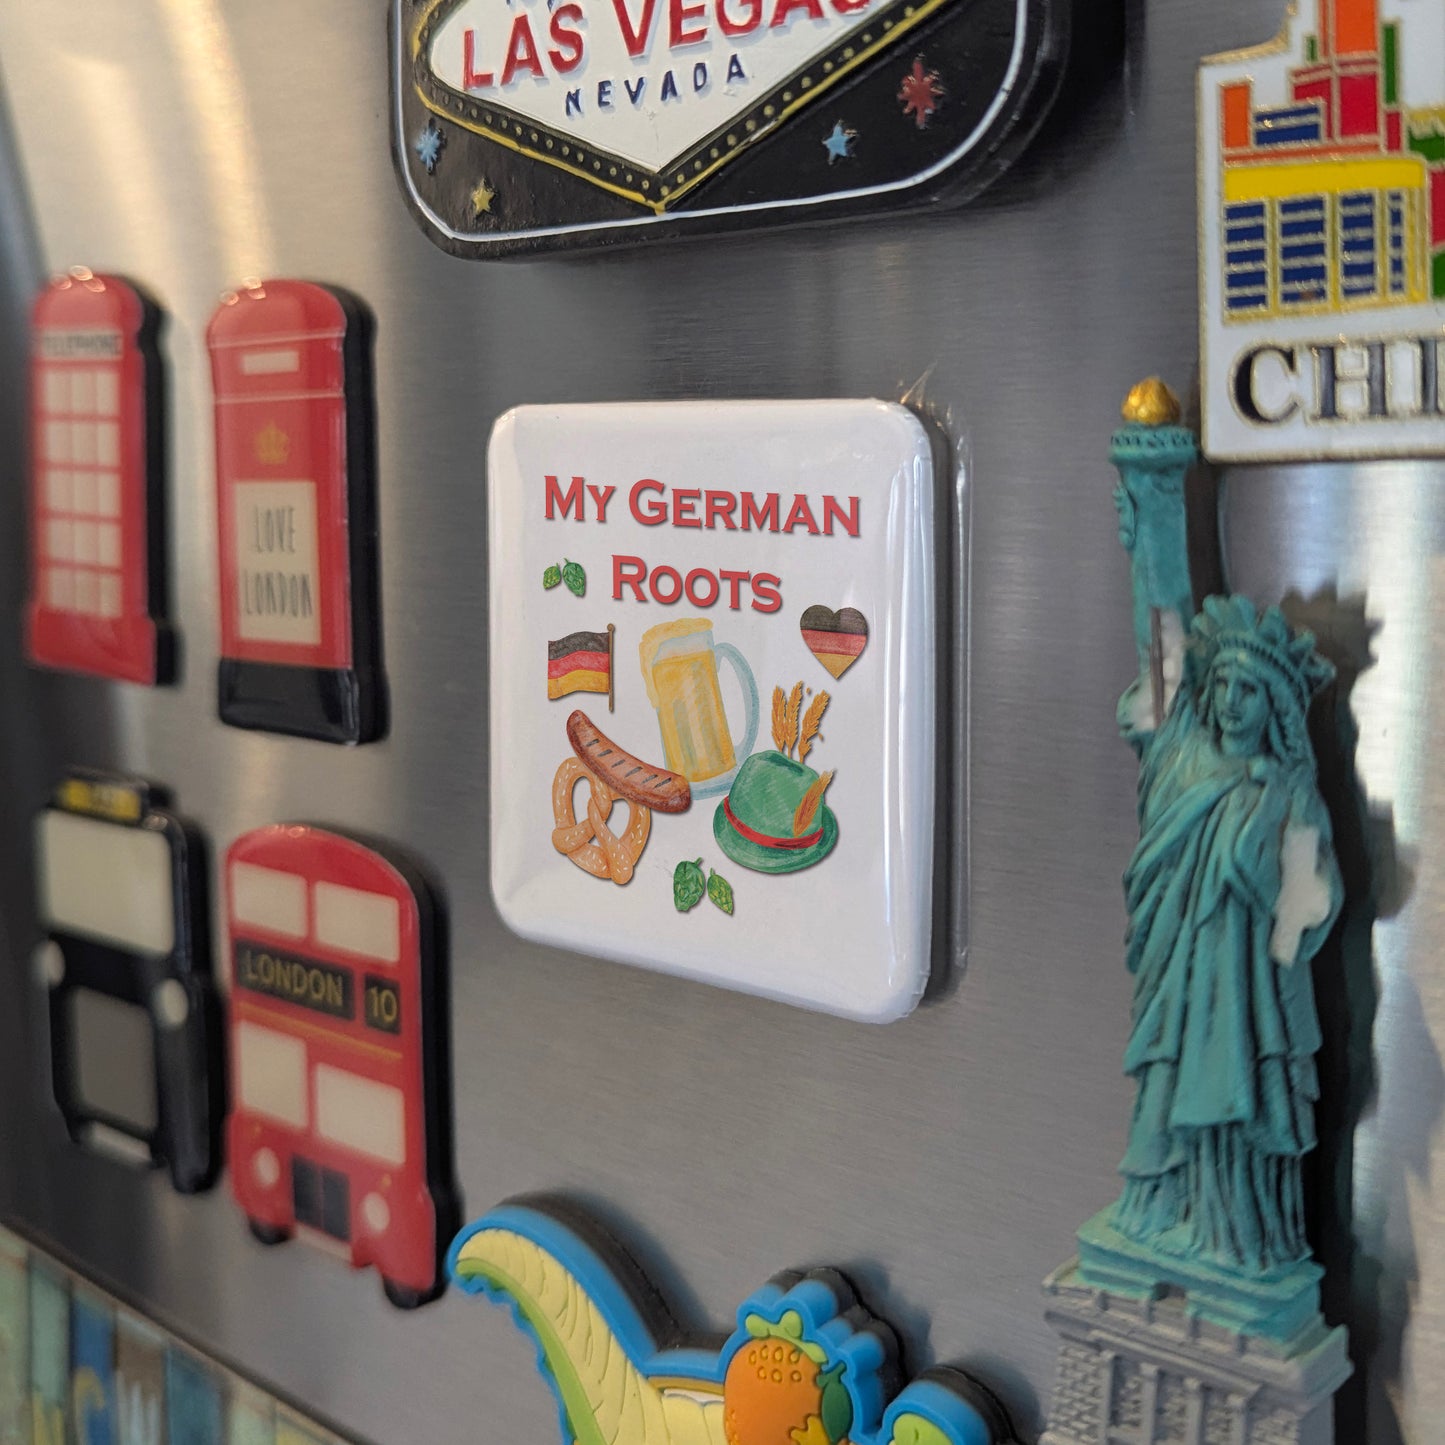 LAS VEGAS
NEVADA
TELEPHONE
LOVE
LONDON
CHI
MY GERMAN
ROOTS
LONDON 10